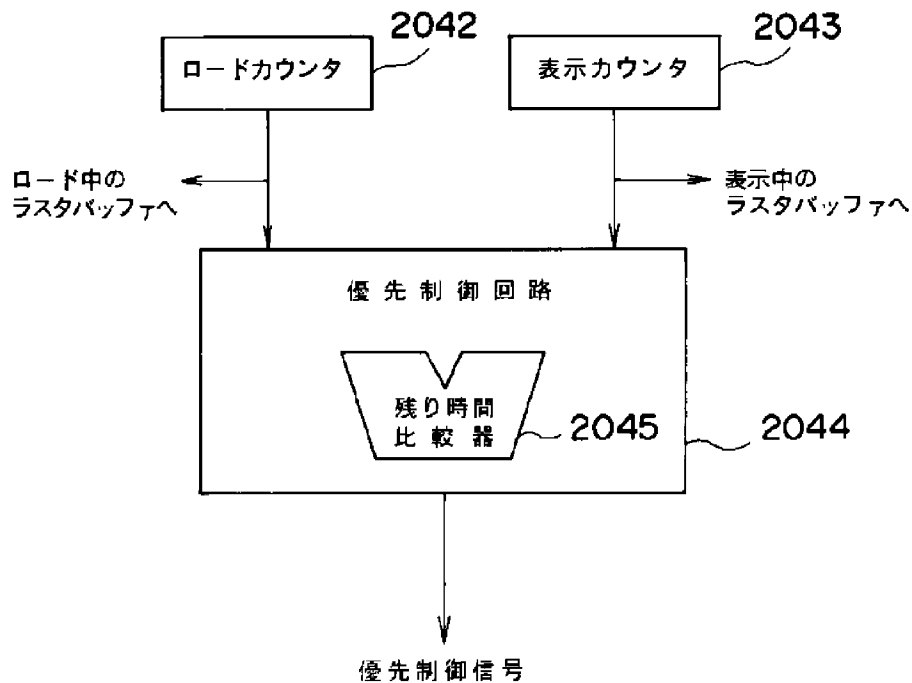 2042
2043
ロードカウンタ
表示カウンタ
ロード中の
ラスタバッファへ
表示中の
ラスタバッファへ
優先制御回路
残り時間
比較器
2045
2044
優先制御信号